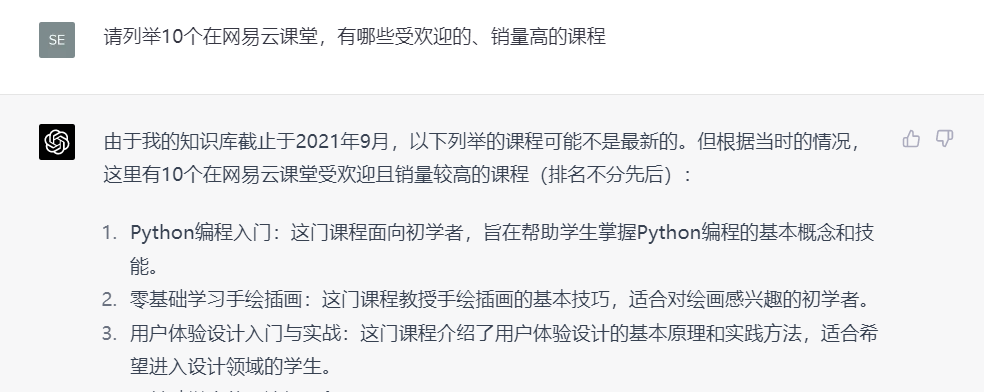 SE
请列举10个在网易云课堂，有哪些受欢迎的、销量高的课程
由于我的知识库截止于2021年9月，以下列举的课程可能不是最新的。但根据当时的情况，
这里有10个在网易云课堂受欢迎且销量较高的课程（排名不分先后）：
1. Python编程入门：这门课程面向初学者，旨在帮助学生掌握Python编程的基本概念和技
能。
2. 零基础学习手绘插画：这门课程教授手绘插画的基本技巧，适合对绘画感兴趣的初学者。
3. 用户体验设计入门与实战：这门课程介绍了用户体验设计的基本原理和实践方法，适合希
望进入设计领域的学生。